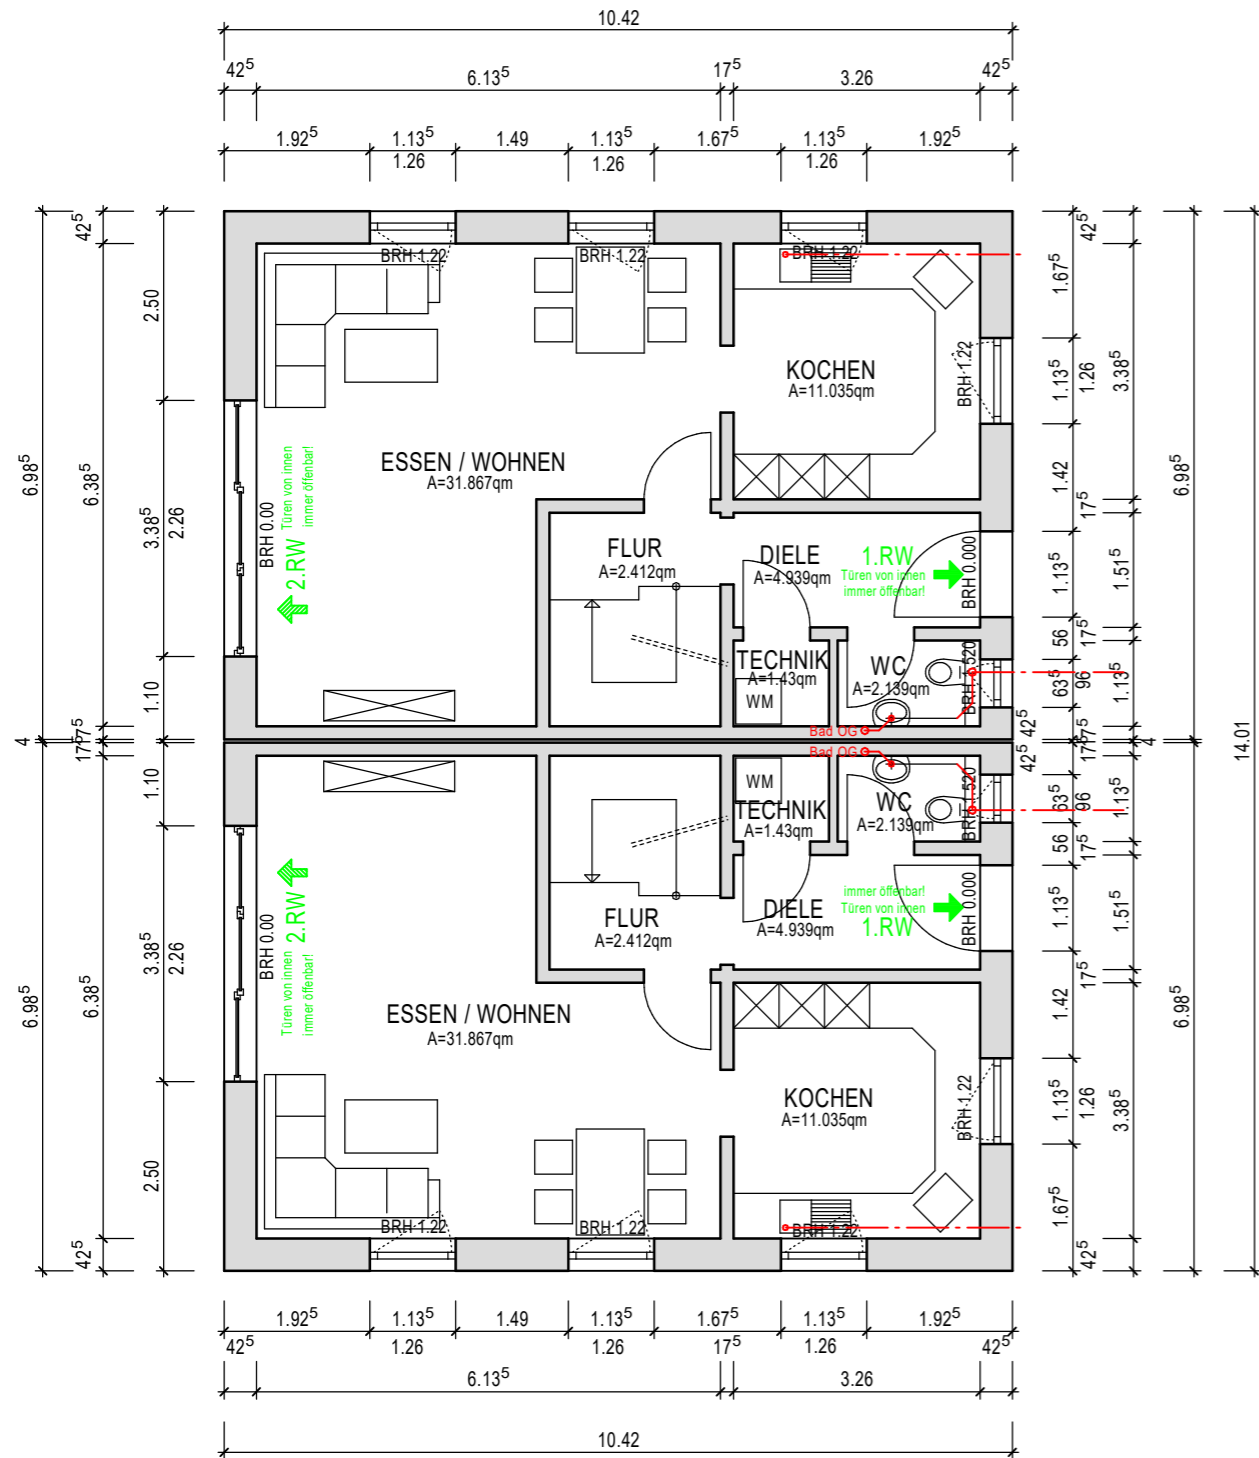 10.42
42⁵ 6.13⁵ 17⁵ 3.26 42⁵
1.92⁵ 1.13⁵ 1.49 1.13⁵ 1.67⁵ 1.13⁵ 1.92⁵
1.26 1.26 1.26
BRH 1.22 BRH 1.22 BRH 1.22
6.98⁵
42⁵
6.38⁵
17⁵
4
2.50
3.38⁵
2.26
1.10
KOCHEN
A=11.035qm
BRH 1.22
ESSEN / WOHNEN
A=31.867qm
BRH 0.00
2.RW
Türen von innen
immer öffenbar!
FLUR
A=2.412qm
DIELE
A=4.939qm
1.RW
Türen von innen
immer öffenbar!
BRH 0.000
TECHNIK
A=1.43qm
WM
WC
A=2.139qm
BRH 1.520
Bad OG
42⁵
1.67⁵
1.13⁵
1.26
1.42
17⁵
1.13⁵
56
17⁵
63⁵
96
1.13⁵
17⁵
42⁵
3.38⁵
1.51⁵
6.98⁵
4
14.01
Bad OG
WM
TECHNIK
A=1.43qm
WC
A=2.139qm
BRH 1.520
FLUR
A=2.412qm
DIELE
A=4.939qm
immer öffenbar!
Türen von innen
1.RW
BRH 0.000
BRH 0.00
2.RW
Türen von innen
immer öffenbar!
ESSEN / WOHNEN
A=31.867qm
KOCHEN
A=11.035qm
BRH 1.22
BRH 1.22 BRH 1.22 BRH 1.22
17⁵
1.10
3.38⁵
2.26
2.50
6.38⁵
42⁵
6.98⁵
42⁵
17⁵
63⁵
96
1.13⁵
56
17⁵
1.13⁵
1.51⁵
17⁵
1.42
1.13⁵
1.26
3.38⁵
1.67⁵
42⁵
6.98⁵
1.92⁵ 1.13⁵ 1.49 1.13⁵ 1.67⁵ 1.13⁵ 1.92⁵
42⁵ 1.26 1.26 17⁵ 1.26 42⁵
6.13⁵ 3.26
10.42